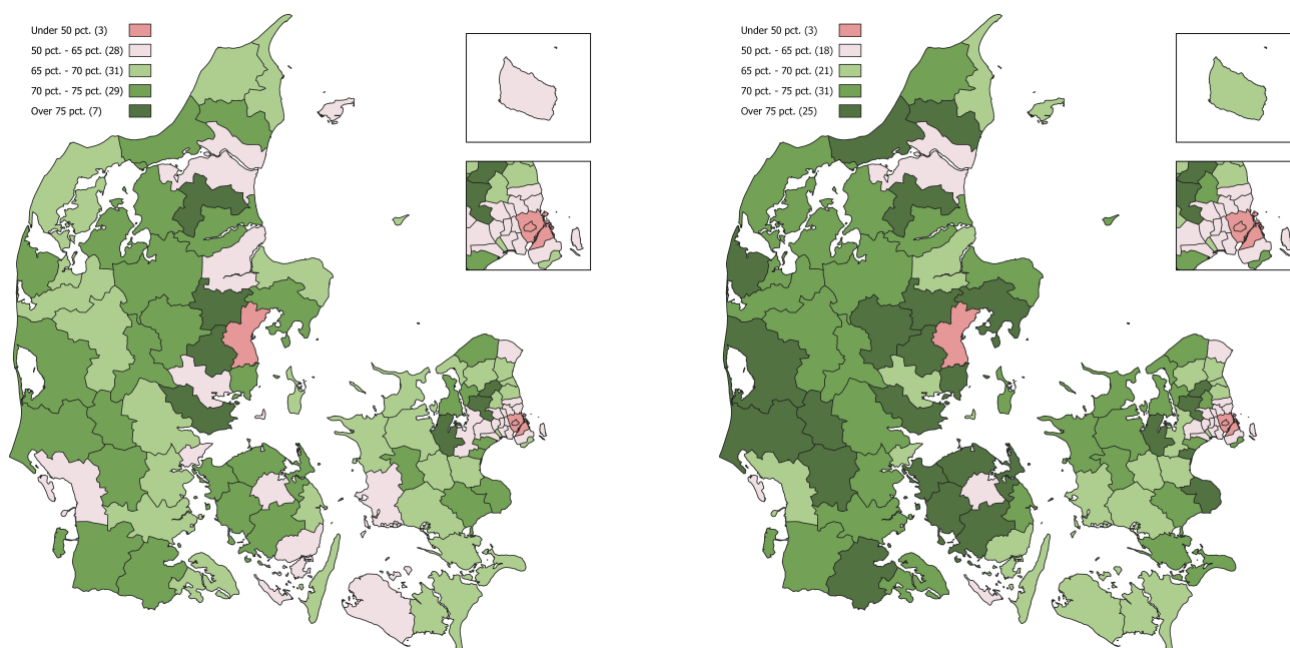 Under 50 pct. (3)
50 pct. - 65 pct. (28)
65 pct. - 70 pct. (31)
70 pct. - 75 pct. (29)
Over 75 pct. (7)
Under 50 pct. (3)
50 pct. - 65 pct. (18)
65 pct. - 70 pct. (21)
70 pct. - 75 pct. (31)
Over 75 pct. (25)